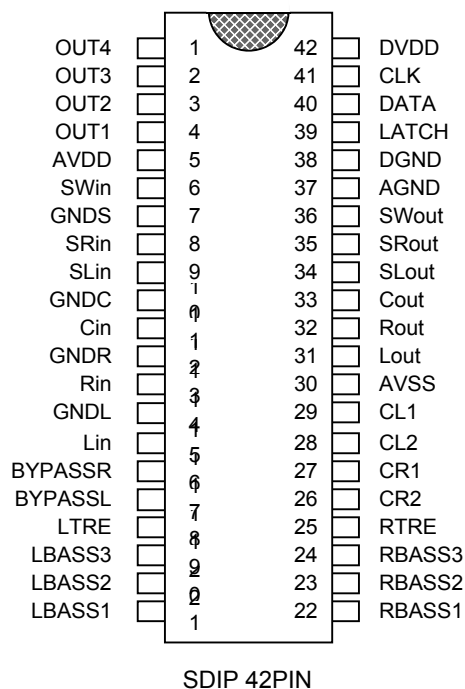 OUT4 1 42 DVDD
OUT3 2 41 CLK
OUT2 3 40 DATA
OUT1 4 39 LATCH
AVDD 5 38 DGND
SWin 6 37 AGND
GNDS 7 36 SWout
SRin 8 35 SRout
SLin 9 34 SLout
GNDC 10 33 Cout
Cin 11 32 Rout
GNDR 12 31 Lout
Rin 13 30 AVSS
GNDL 14 29 CL1
Lin 15 28 CL2
BYPASSR 16 27 CR1
BYPASSL 17 26 CR2
LTRE 18 25 RTRE
LBASS3 19 24 RBASS3
LBASS2 20 23 RBASS2
LBASS1 21 22 RBASS1
SDIP 42PIN